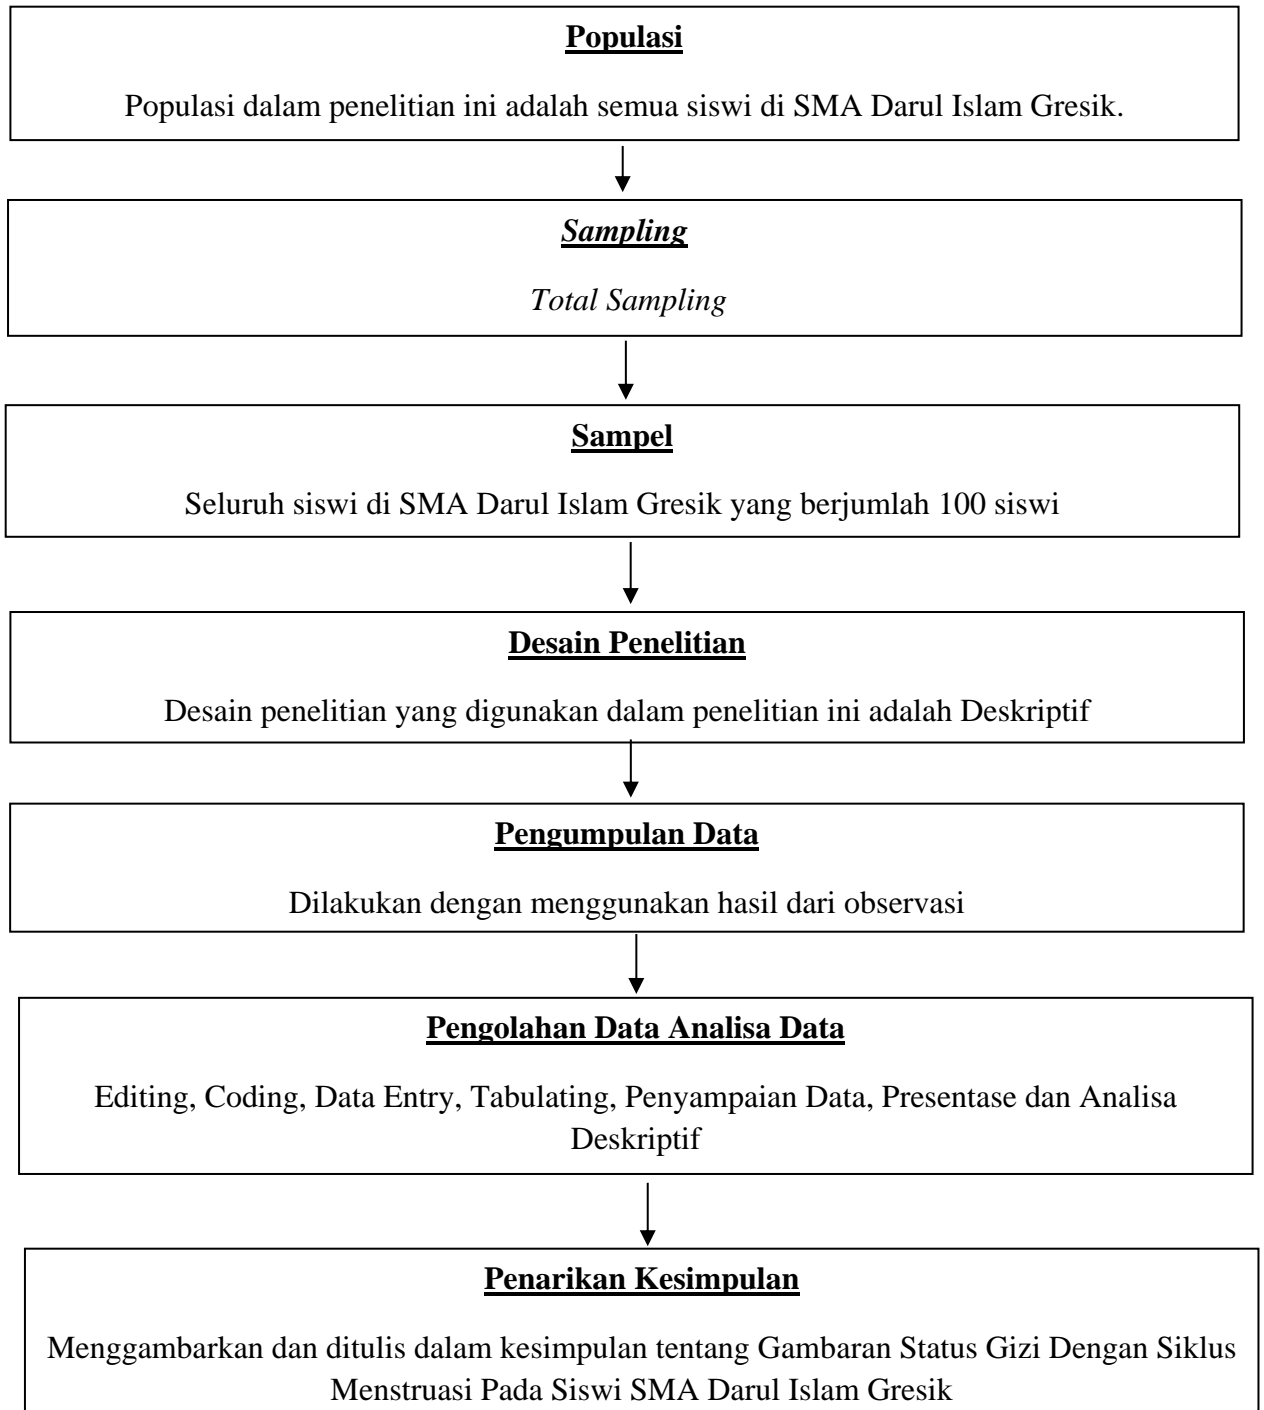 Populasi
Populasi dalam penelitian ini adalah semua siswi di SMA Darul Islam Gresik.
Sampling
Total Sampling
Sampel
Seluruh siswi di SMA Darul Islam Gresik yang berjumlah 100 siswi
Desain Penelitian
Desain penelitian yang digunakan dalam penelitian ini adalah Deskriptif
Pengumpulan Data
Dilakukan dengan menggunakan hasil dari observasi
Pengolahan Data Analisa Data
Editing, Coding, Data Entry, Tabulating, Penyampaian Data, Presentase dan Analisa
Deskriptif
Penarikan Kesimpulan
Menggambarkan dan ditulis dalam kesimpulan tentang Gambaran Status Gizi Dengan Siklus
Menstruasi Pada Siswi SMA Darul Islam Gresik